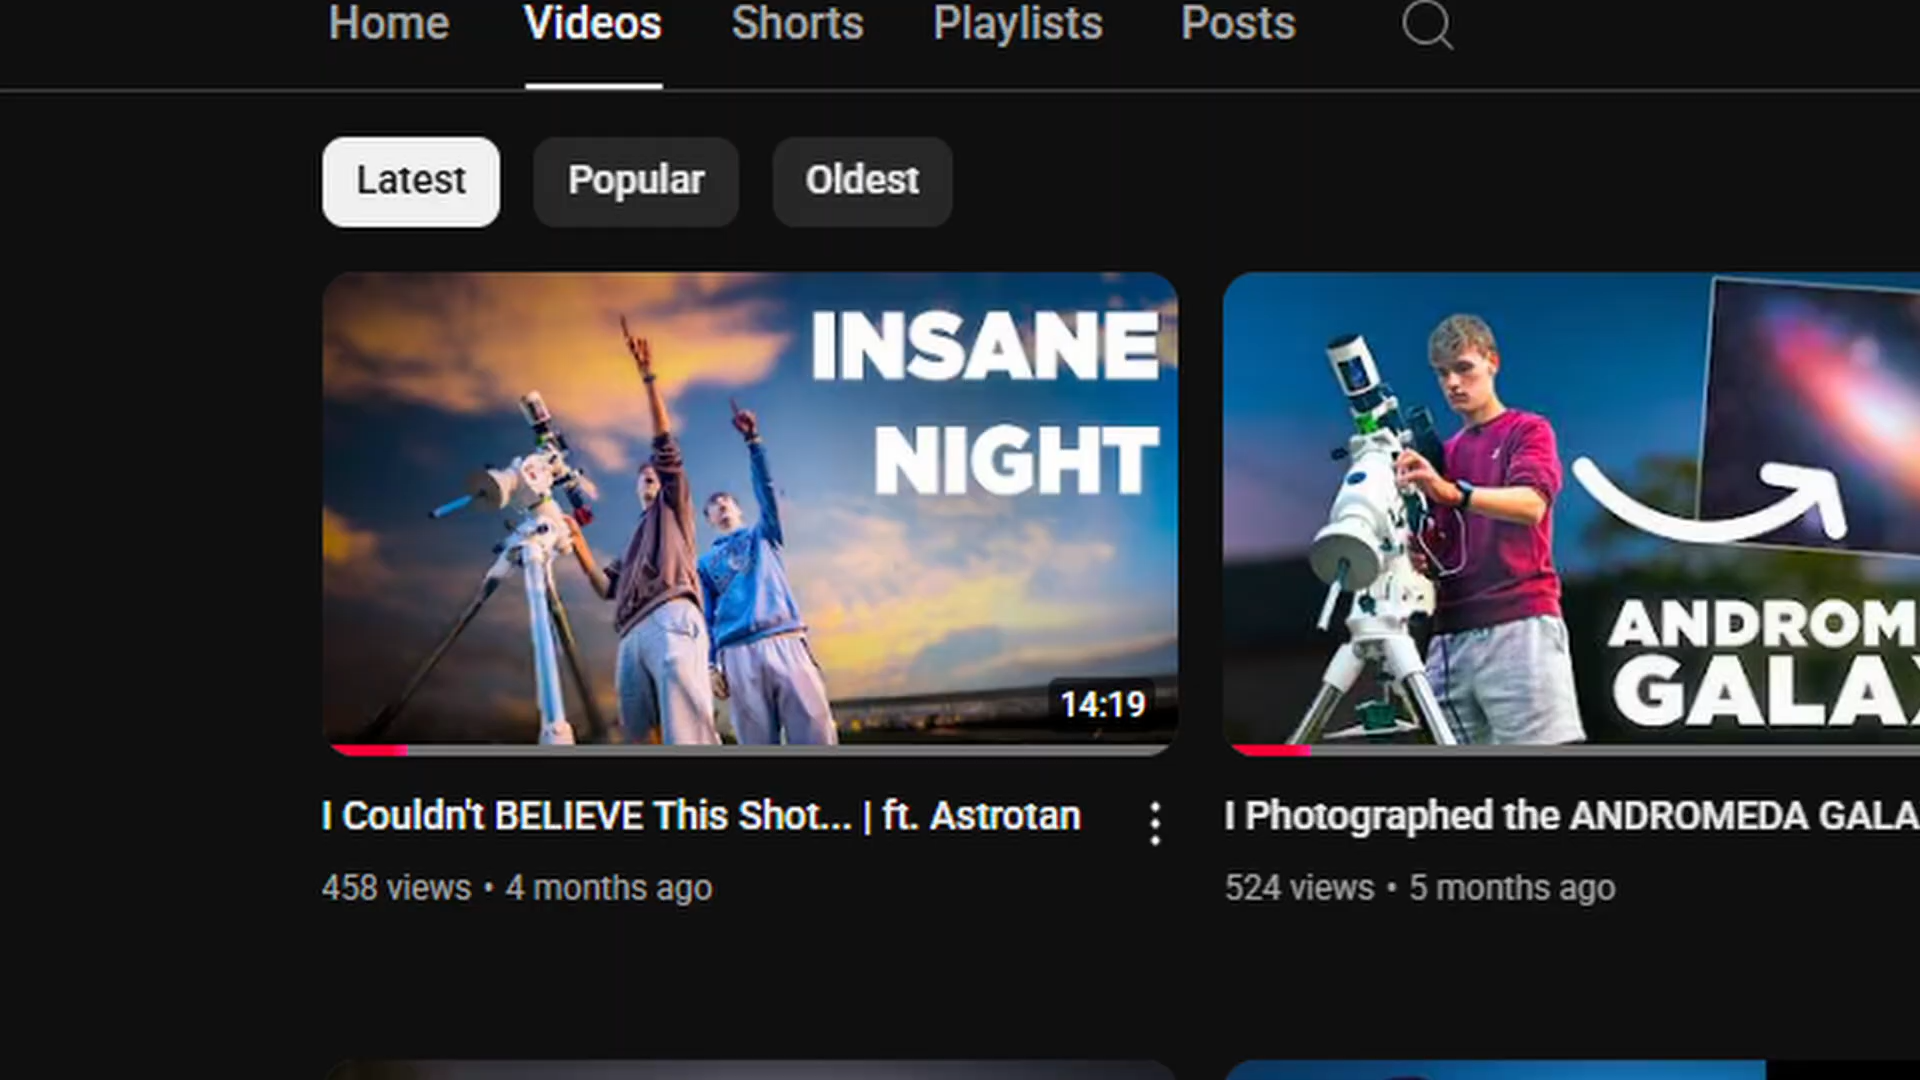 Home Videos Shorts Playlists Posts
Latest Popular Oldest
INSANE
NIGHT
14:19
ANDROM
GALA
I Couldn't BELIEVE This Shot... | ft. Astrotan
458 views • 4 months ago
I Photographed the ANDROMEDA GALA
524 views • 5 months ago